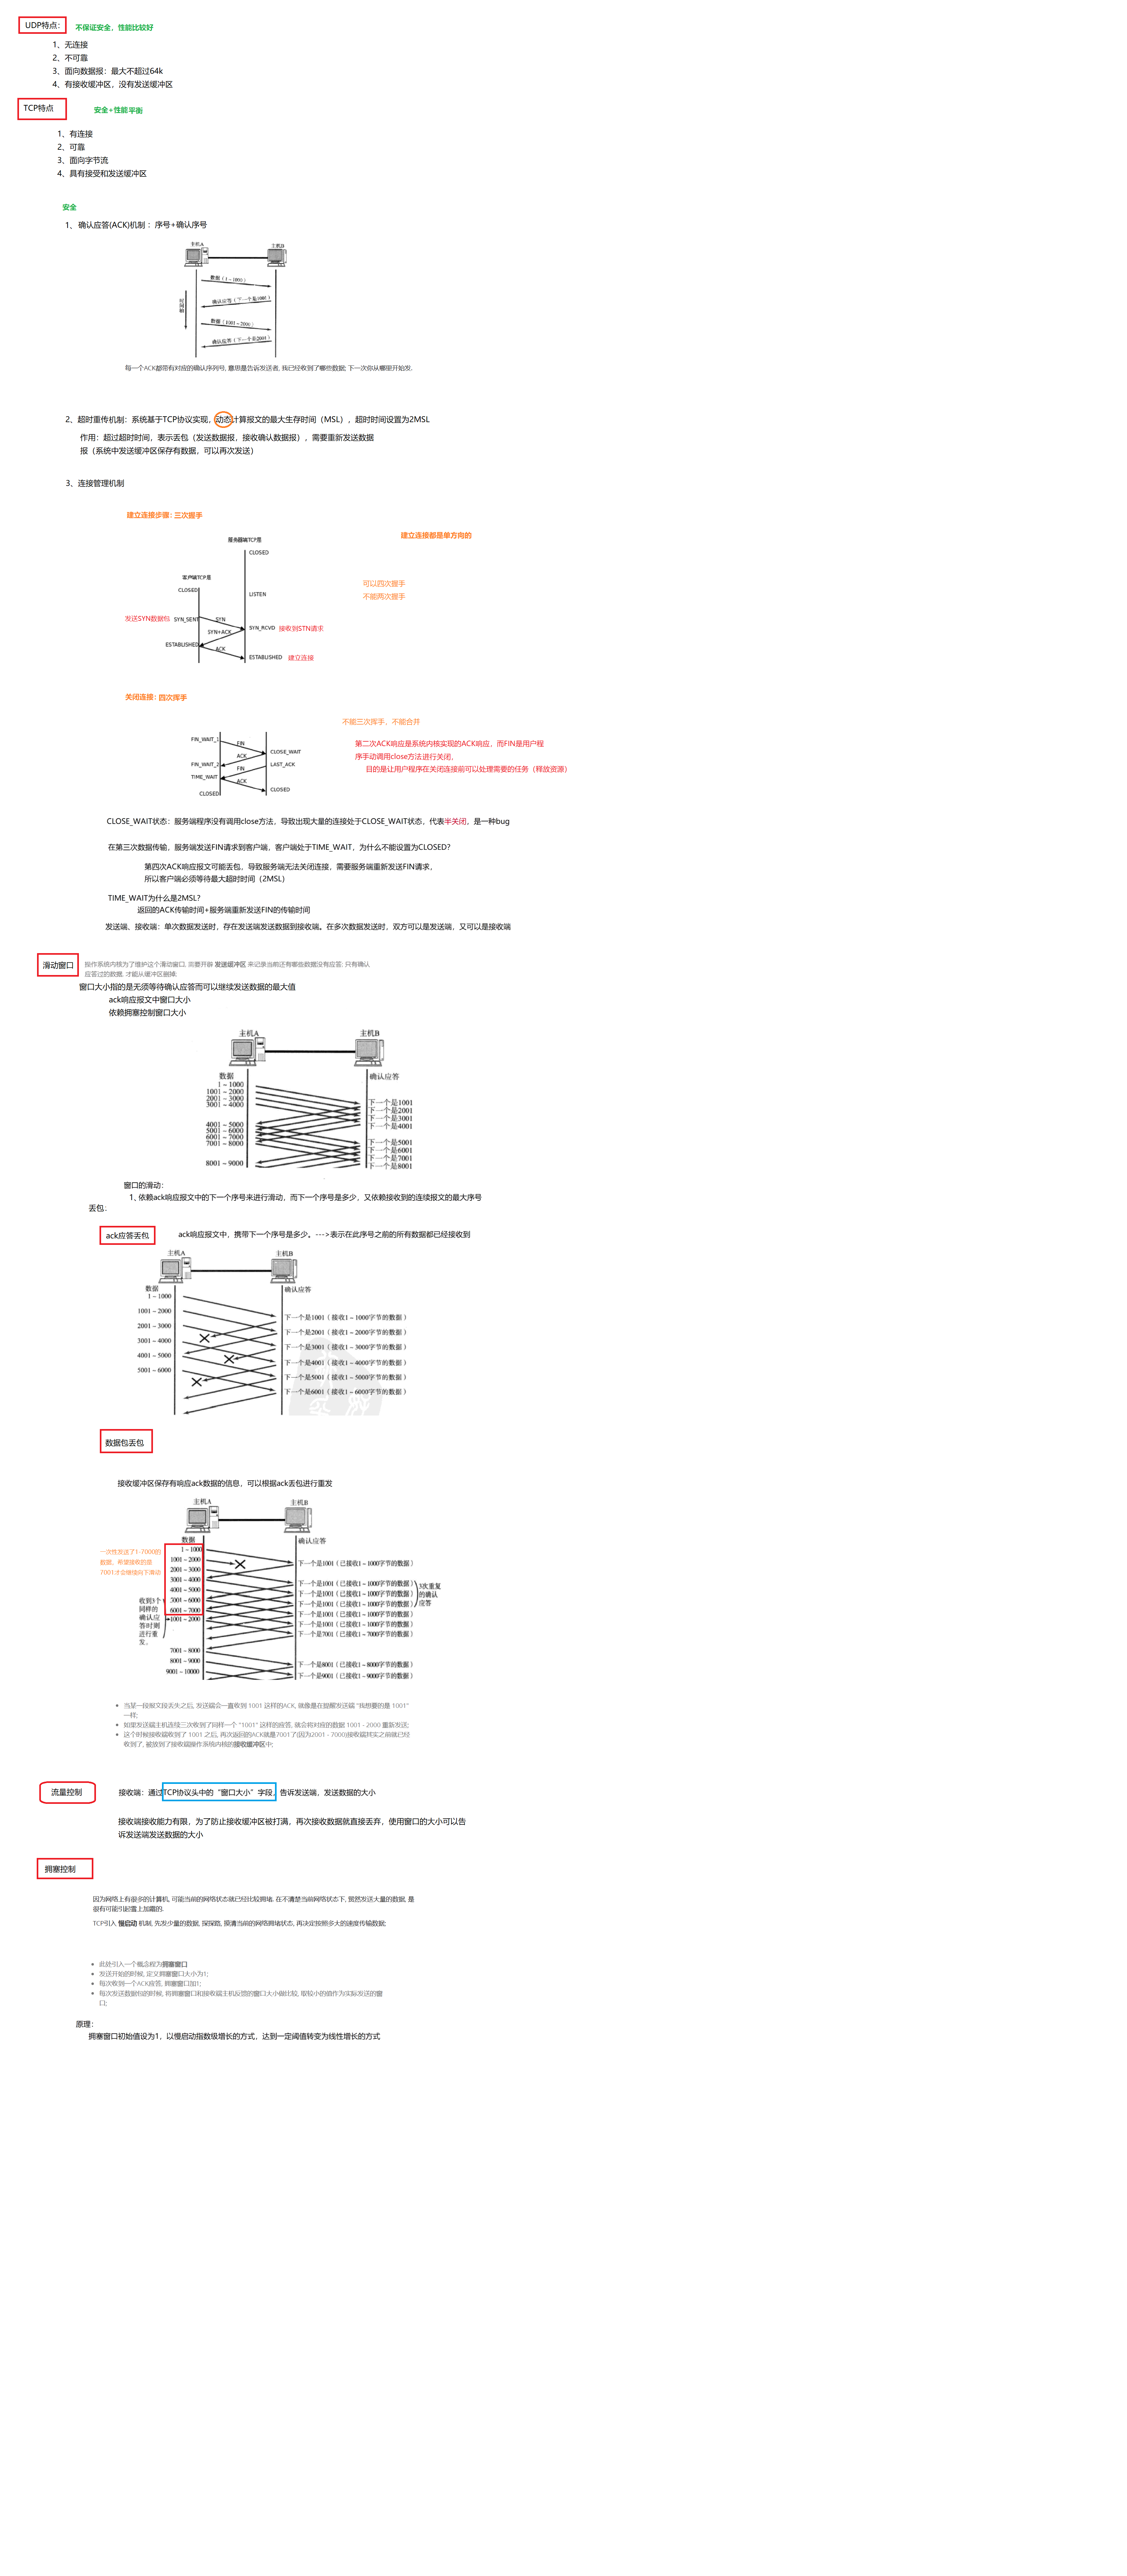 UDP特点：
不保证安全，性能比较好
1、无连接
2、不可靠
3、面向数据报：最大不超过64k
4、有接收缓冲区，没有发送缓冲区
TCP特点
安全+性能平衡
1、有连接
2、可靠
3、面向字节流
4、具有接受和发送缓冲区
安全
1、确认应答(ACK)机制 ：序号+确认序号
主机A
主机B
数据（1～1000）
确认应答（下一个是1001）
数据（1001～2000）
确认应答（下一个是2001）
每一个ACK都带有对应的确认序列号, 意思是告诉发送者, 我已经收到了哪些数据; 下一次你从哪里开始发.
2、超时重传机制：系统基于TCP协议实现，动态计算报文的最大生存时间（MSL），超时时间设置为2MSL
作用：超过超时时间，表示丢包（发送数据报，接收确认数据报），需要重新发送数据
报（系统中发送缓冲区保存有数据，可以再次发送）
3、连接管理机制
建立连接步骤：三次握手
建立连接都是单方向的
服务器端TCP层
CLOSED
客户端TCP层
可以四次握手
CLOSED
LISTEN
不能两次握手
发送SYN数据包
SYN_SENT
SYN
SYN_RCVD
接收到STN请求
SYN+ACK
ESTABLISHED
ACK
ESTABLISHED
建立连接
关闭连接：四次挥手
不能三次挥手，不能合并
FIN_WAIT_1
FIN
第二次ACK响应是系统内核实现的ACK响应，而FIN是用户程
CLOSE_WAIT
ACK
序手动调用close方法进行关闭，
FIN_WAIT_2
LAST_ACK
FIN
目的是让用户程序在关闭连接前可以处理需要的任务（释放资源）
TIME_WAIT
ACK
CLOSED
CLOSED
CLOSE_WAIT状态：服务端程序没有调用close方法，导致出现大量的连接处于CLOSE_WAIT状态，代表半关闭，是一种bug
在第三次数据传输，服务端发送FIN请求到客户端，客户端处于TIME_WAIT，为什么不能设置为CLOSED？
第四次ACK响应报文可能丢包，导致服务端无法关闭连接，需要服务端重新发送FIN请求，
所以客户端必须等待最大超时时间（2MSL）
TIME_WAIT为什么是2MSL？
返回的ACK传输时间+服务端重新发送FIN的传输时间
发送端、接收端：单次数据发送时，存在发送端发送数据到接收端。在多次数据发送时，双方可以是发送端，又可以是接收端
滑动窗口
操作系统内核为了维护这个滑动窗口, 需要开辟 发送缓冲区 来记录当前还有哪些数据没有应答; 只有确认
应答过的数据, 才能从缓冲区删掉;
窗口大小指的是无须等待确认应答而可以继续发送数据的最大值
ack响应报文中窗口大小
依赖拥塞控制窗口大小
主机A
主机B
数据
确认应答
1～1000
1001～2000
2001～3000
3001～4000
下一个是1001
下一个是2001
下一个是3001
下一个是4001
4001～5000
5001～6000
6001～7000
7001～8000
下一个是5001
下一个是6001
下一个是7001
下一个是8001
8001～9000
窗口的滑动：
1、依赖ack响应报文中的下一个序号来进行滑动，而下一个序号是多少，又依赖接收到的连续报文的最大序号
丢包：
ack应答丢包
ack响应报文中，携带下一个序号是多少。--->表示在此序号之前的所有数据都已经接收到
主机A
主机B
数据
确认应答
1～1000
1001～2000
下一个是1001（接收1～1000字节的数据）
2001～3000
下一个是2001（接收1～2000字节的数据）
3001～4000
下一个是3001（接收1～3000字节的数据）
4001～5000
下一个是4001（接收1～4000字节的数据）
5001～6000
下一个是5001（接收1～5000字节的数据）
下一个是6001（接收1～6000字节的数据）
数据包丢包
接收缓冲区保存有响应ack数据的信息，可以根据ack丢包进行重发
主机A
主机B
数据
确认应答
一次性发送了1-7000的
数据，希望接收的是
7001才会继续向下滑动
1～1000
1001～2000
下一个是1001（已接收1～1000字节的数据）
2001～3000
3001～4000
下一个是1001（已接收1～1000字节的数据）
4001～5000
下一个是1001（已接收1～1000字节的数据）
5001～6000
下一个是1001（已接收1～1000字节的数据）
3次重复
的确认
应答
6001～7000
下一个是1001（已接收1～1000字节的数据）
1001～2000
下一个是1001（已接收1～1000字节的数据）
收到3个
同样的
确认应
答时则
进行重
发。
下一个是7001（已接收1～7000字节的数据）
7001～8000
8001～9000
下一个是8001（已接收1～8000字节的数据）
9001～10000
下一个是9001（已接收1～9000字节的数据）
当某一段报文段丢失之后, 发送端会一直收到 1001 这样的ACK, 就像是在提醒发送端 "我想要的是 1001"
一样;
如果发送端主机连续三次收到了同样一个 "1001" 这样的应答, 就会将对应的数据 1001 - 2000 重新发送;
这个时候接收端收到了 1001 之后, 再次返回的ACK就是7001了(因为2001 - 7000)接收端其实之前就已经
收到了, 被放到了接收端操作系统内核的接收缓冲区中;
流量控制
接收端：通过TCP协议头中的“窗口大小”字段，告诉发送端，发送数据的大小
接收端接收能力有限，为了防止接收缓冲区被打满，再次接收数据就直接丢弃，使用窗口的大小可以告
诉发送端发送数据的大小
拥塞控制
因为网络上有很多的计算机, 可能当前的网络状态就已经比较拥堵. 在不清楚当前网络状态下, 贸然发送大量的数据, 是
很有可能引起雪上加霜的.
TCP引入 慢启动 机制, 先发少量的数据, 探探路, 摸清当前的网络拥堵状态, 再决定按照多大的速度传输数据;
此处引入一个概念程为拥塞窗口
发送开始的时候, 定义拥塞窗口大小为1;
每次收到一个ACK应答, 拥塞窗口加1;
每次发送数据包的时候, 将拥塞窗口和接收端主机反馈的窗口大小做比较, 取较小的值作为实际发送的窗
口;
原理：
拥塞窗口初始值设为1，以慢启动指数级增长的方式，达到一定阈值转变为线性增长的方式